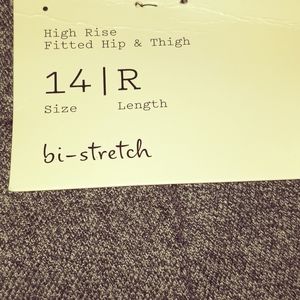 High Rise
Fitted Hip & Thigh
14|R
Size Length
bi-stretch